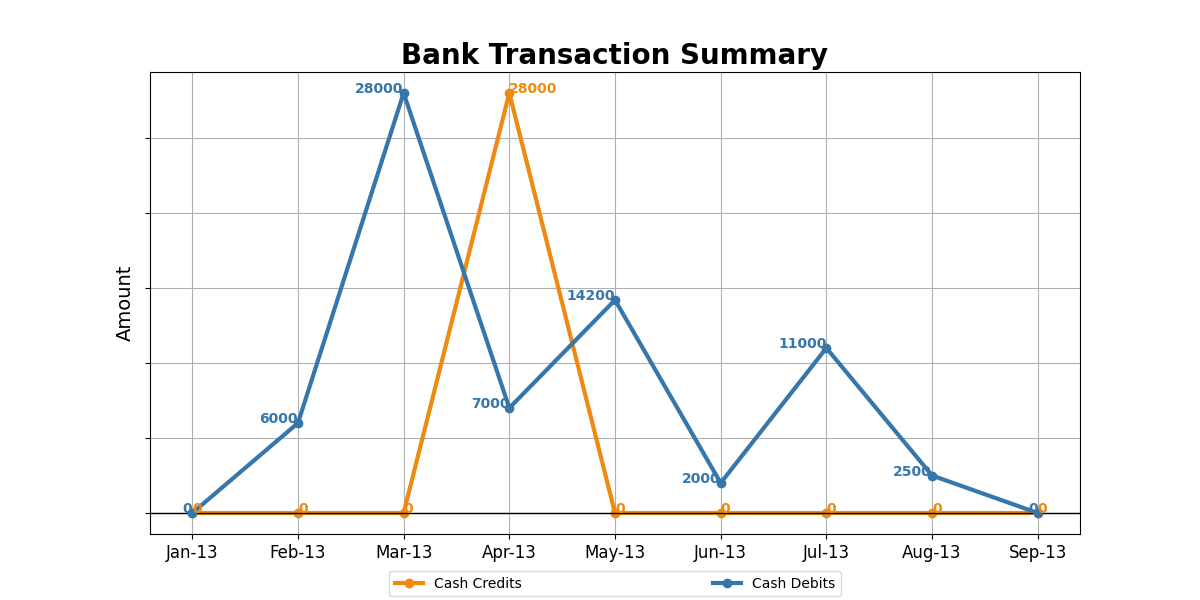 Bank Transaction Summary
28000 28000
Amount
14200
11000
7000
6000
2000 2500
0 0 0 0 0 0 0 0 0 0
Jan-13 Feb-13 Mar-13 Apr-13 May-13 Jun-13 Jul-13 Aug-13 Sep-13
Cash Credits Cash Debits